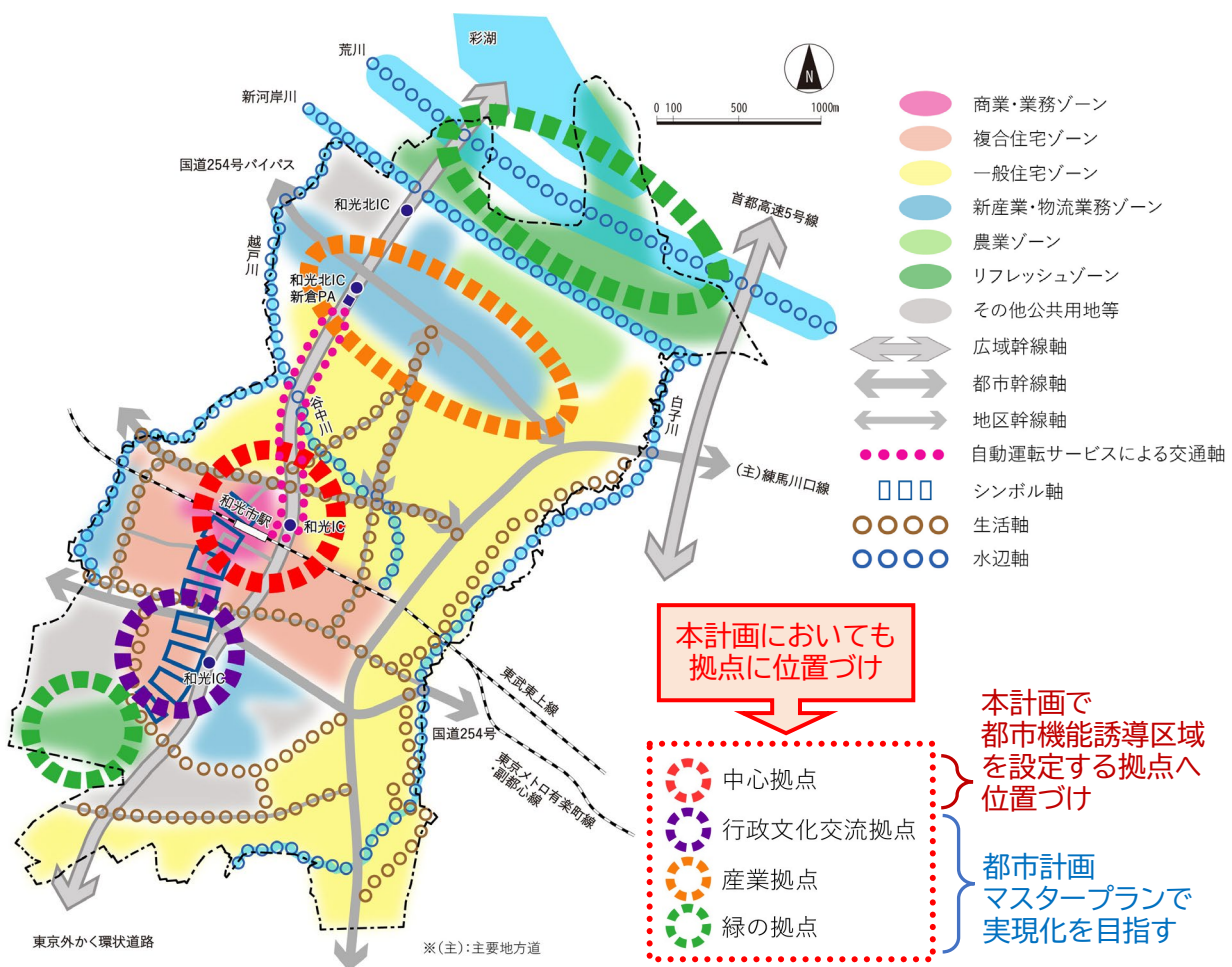 彩湖
荒川
新河岸川
国道254号バイパス
越戸川
和光北IC
和光北IC
新倉PA
谷中川
首都高速5号線
白子川
(主)練馬川口線
和光市駅
和光IC
和光IC
東武東上線
国道254号
東京メトロ有楽町線
・副都心線
東京外かく環状道路
※(主):主要地方道
N
0 100 500 1000m
商業・業務ゾーン
複合住宅ゾーン
一般住宅ゾーン
新産業・物流業務ゾーン
農業ゾーン
リフレッシュゾーン
その他公共用地等
広域幹線軸
都市幹線軸
地区幹線軸
自動運転サービスによる交通軸
シンボル軸
生活軸
水辺軸
本計画においても
拠点に位置づけ
中心拠点
行政文化交流拠点
産業拠点
緑の拠点
本計画で
都市機能誘導区域
を設定する拠点へ
位置づけ
都市計画
マスタープランで
実現化を目指す